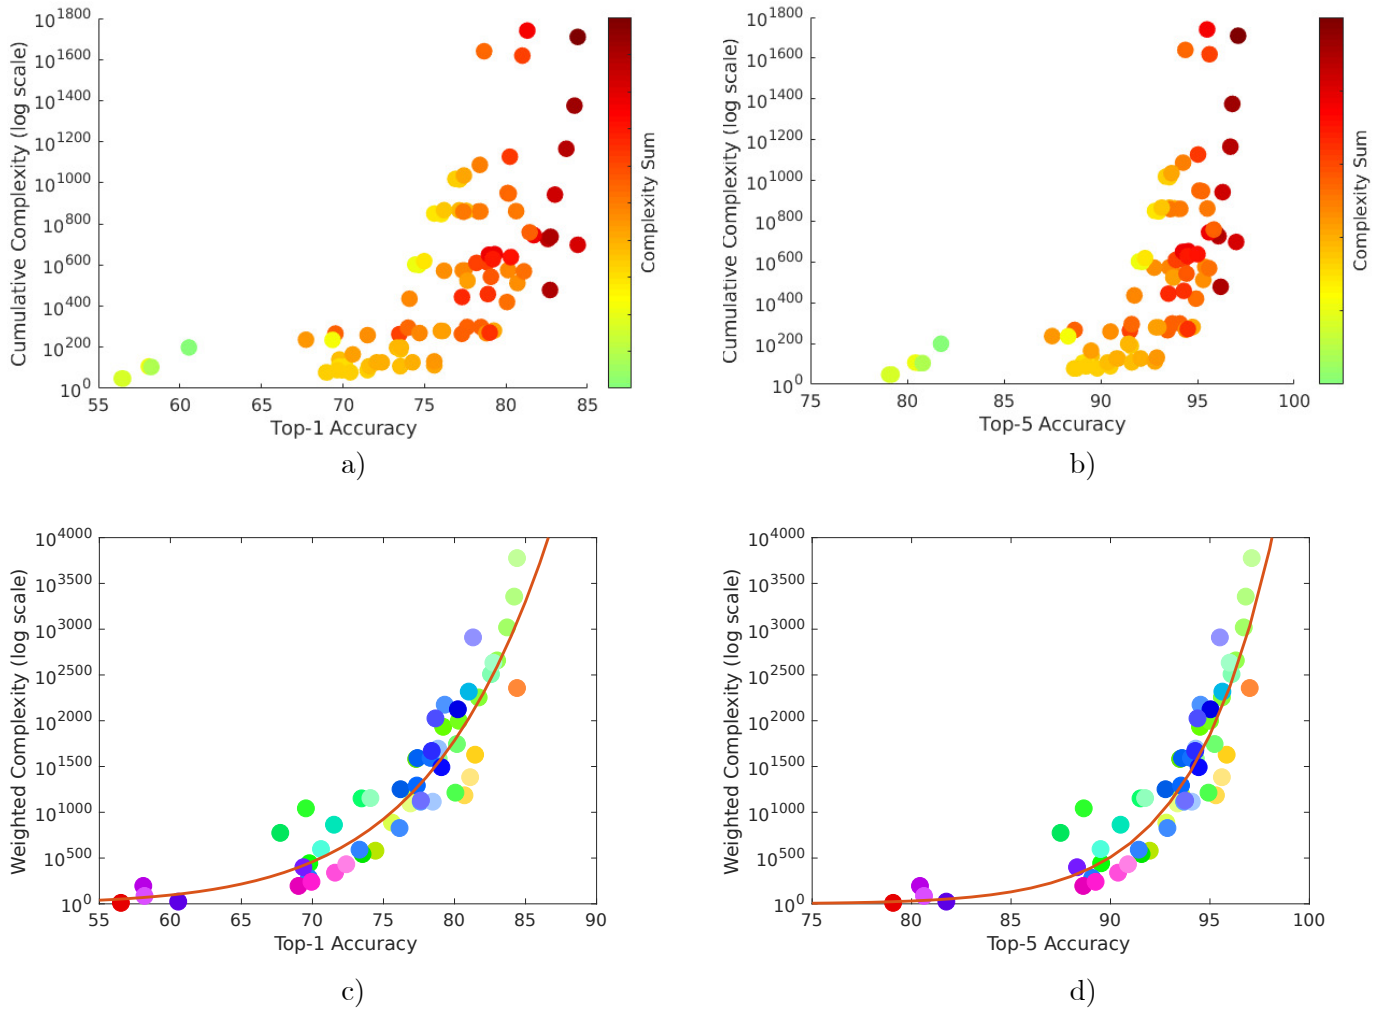 Cumulative Complexity (log scale)
10^1800
10^1600
10^1400
10^1200
10^1000
10^800
10^600
10^400
10^200
10^0
55 60 65 70 75 80 85
Top-1 Accuracy
Complexity Sum
a)
Cumulative Complexity (log scale)
10^1800
10^1600
10^1400
10^1200
10^1000
10^800
10^600
10^400
10^200
10^0
75 80 85 90 95 100
Top-5 Accuracy
Complexity Sum
b)
Weighted Complexity (log scale)
10^4000
10^3500
10^3000
10^2500
10^2000
10^1500
10^1000
10^500
10^0
55 60 65 70 75 80 85 90
Top-1 Accuracy
c)
Weighted Complexity (log scale)
10^4000
10^3500
10^3000
10^2500
10^2000
10^1500
10^1000
10^500
10^0
75 80 85 90 95 100
Top-5 Accuracy
d)